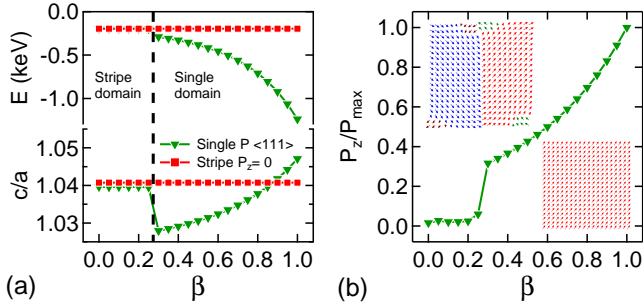 E (keV)
0.0
-0.5
-1.0
Stripe
domain
Single
domain
c/a
1.05
1.04
1.03
Single P <111>
Stripe P_z= 0
0.0 0.2 0.4 0.6 0.8 1.0
β
(a)
P_z/P_max
1.0
0.8
0.6
0.4
0.2
0.0
0.0 0.2 0.4 0.6 0.8 1.0
β
(b)